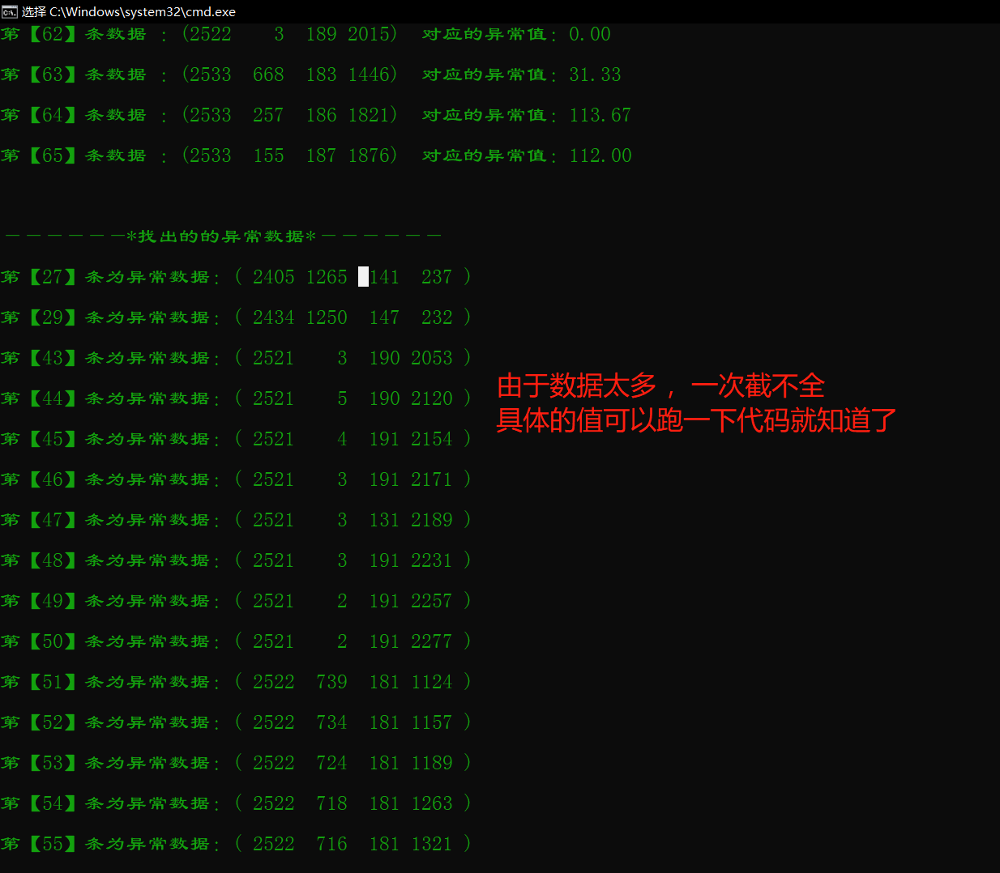 选择 C:\Windows\system32\cmd.exe
第【62】条数据 : (2522    3  189 2015)  对应的异常值: 0.00
第【63】条数据 : (2533  668  183 1446)  对应的异常值: 31.33
第【64】条数据 : (2533  257  186 1821)  对应的异常值: 113.67
第【65】条数据 : (2533  155  187 1876)  对应的异常值: 112.00
------*找出的的异常数据*------
第【27】条为异常数据: ( 2405 1265  141  237 )
第【29】条为异常数据: ( 2434 1250  147  232 )
第【43】条为异常数据: ( 2521    3  190 2053 )
第【44】条为异常数据: ( 2521    5  190 2120 )
第【45】条为异常数据: ( 2521    4  191 2154 )
第【46】条为异常数据: ( 2521    3  191 2171 )
第【47】条为异常数据: ( 2521    3  131 2189 )
第【48】条为异常数据: ( 2521    3  191 2231 )
第【49】条为异常数据: ( 2521    2  191 2257 )
第【50】条为异常数据: ( 2521    2  191 2277 )
第【51】条为异常数据: ( 2522  739  181 1124 )
第【52】条为异常数据: ( 2522  734  181 1157 )
第【53】条为异常数据: ( 2522  724  181 1189 )
第【54】条为异常数据: ( 2522  718  181 1263 )
第【55】条为异常数据: ( 2522  716  181 1321 )
由于数据太多，一次截不全
具体的值可以跑一下代码就知道了